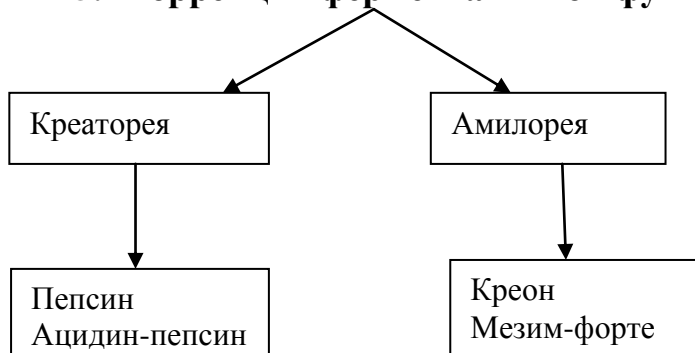 Креаторея
Амилорея
Пепсин
Ацидин-пепсин
Креон
Мезим-форте